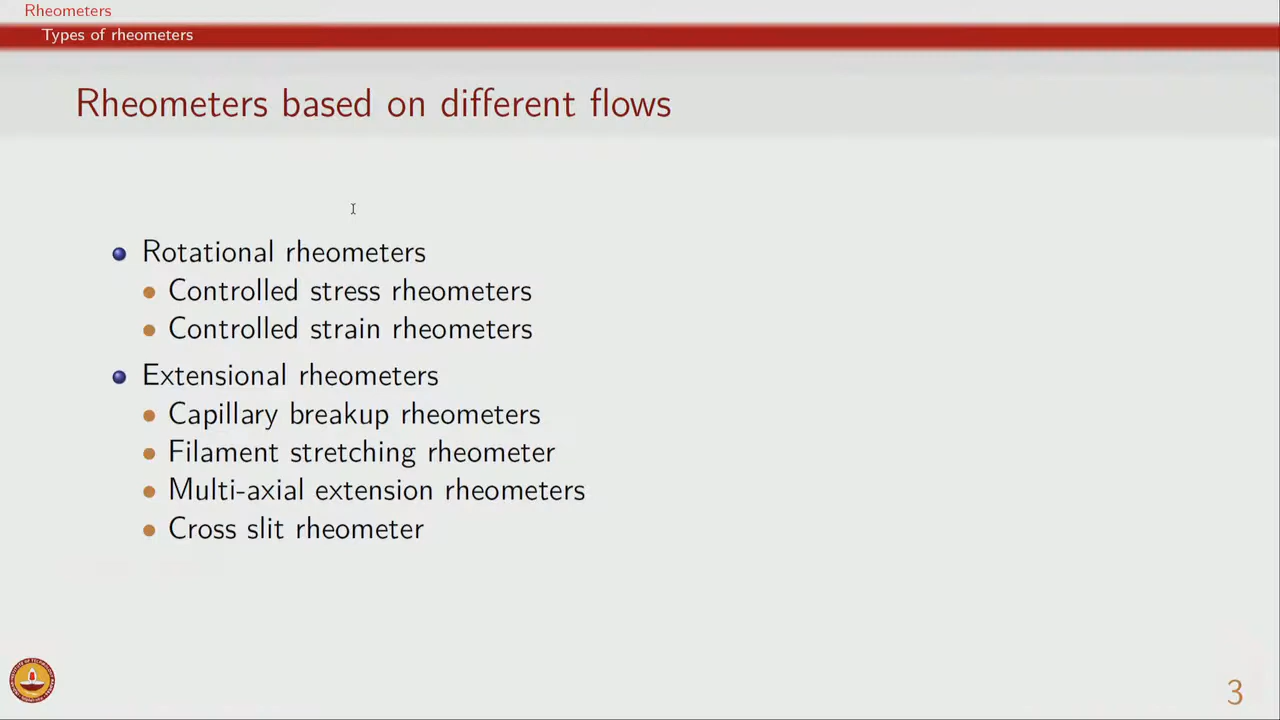 Rheometers
Types of rheometers
Rheometers based on different flows
Rotational rheometers
Controlled stress rheometers
Controlled strain rheometers
Extensional rheometers
Capillary breakup rheometers
Filament stretching rheometer
Multi-axial extension rheometers
Cross slit rheometer
3